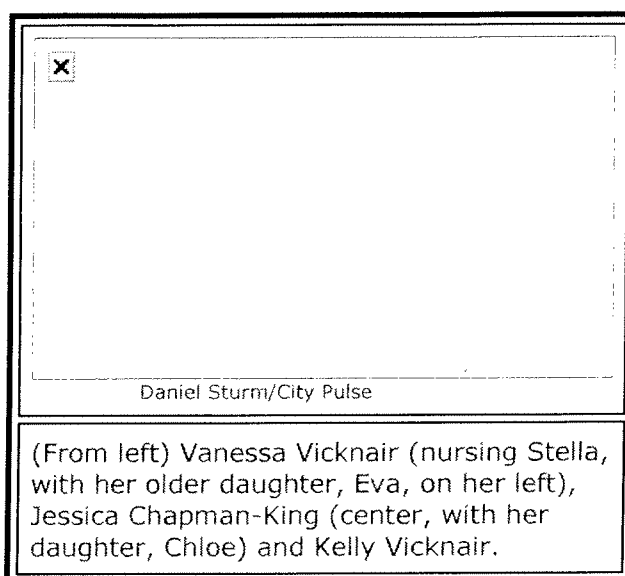 Daniel Sturm/City Pulse
(From left) Vanessa Vicknair (nursing Stella,
with her older daughter, Eva, on her left),
Jessica Chapman-King (center, with her
daughter, Chloe) and Kelly Vicknair.